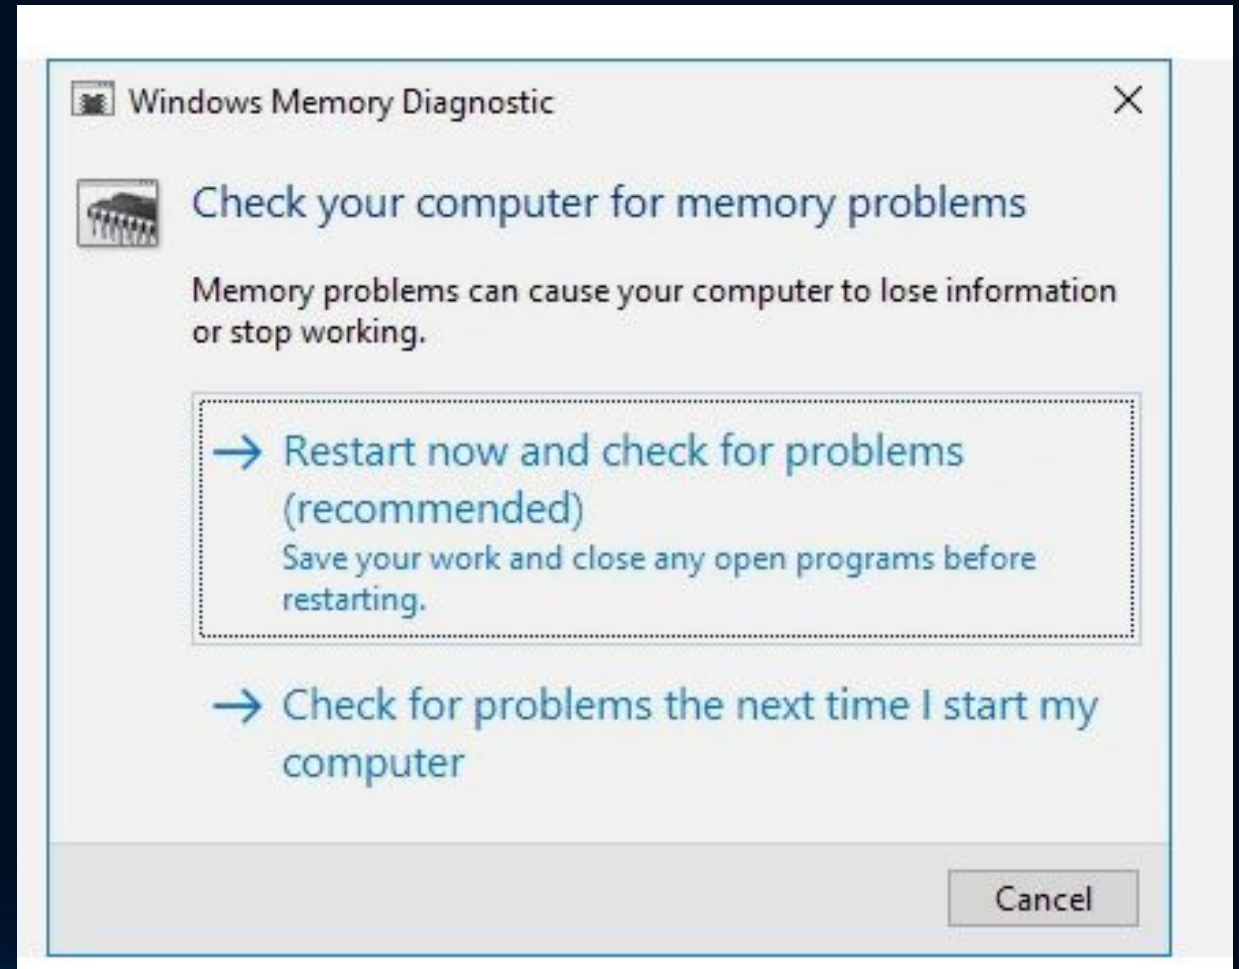 Windows Memory Diagnostic
Check your computer for memory problems
Memory problems can cause your computer to lose information
or stop working.
Restart now and check for problems
(recommended)
Save your work and close any open programs before
restarting.
Check for problems the next time I start my
computer
Cancel